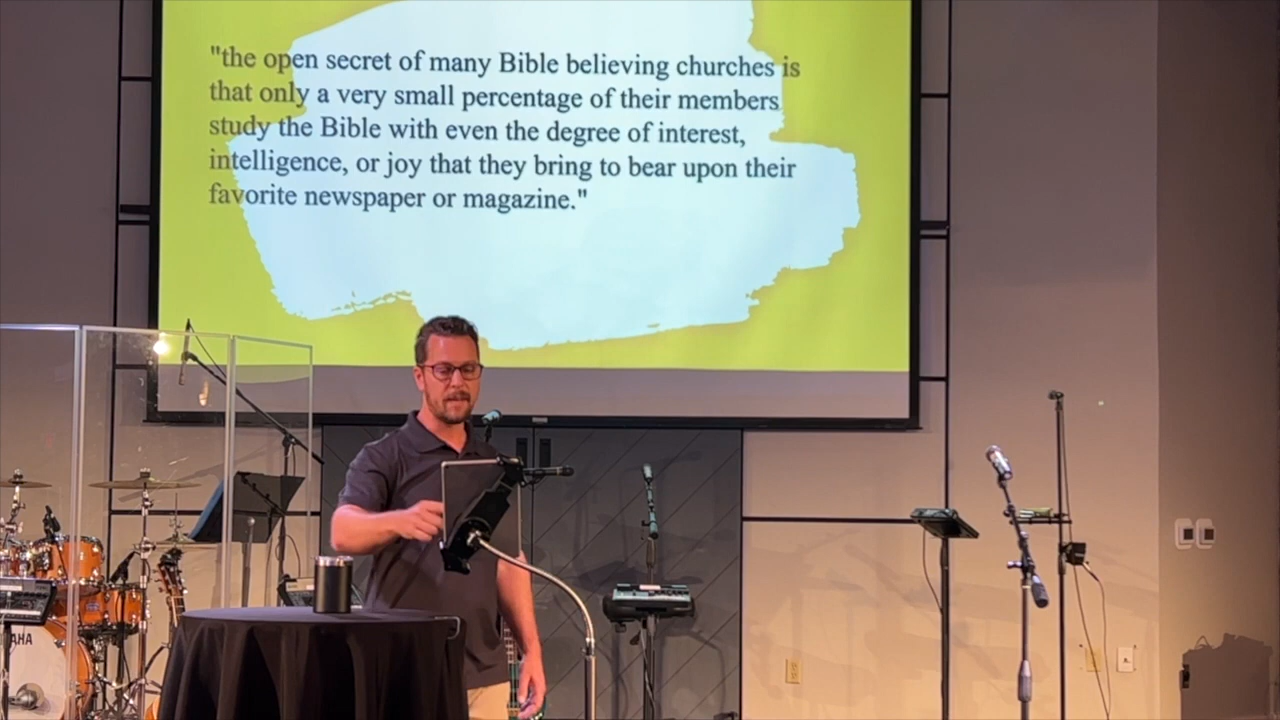 "the open secret of many Bible believing churches is
that only a very small percentage of their members
study the Bible with even the degree of interest,
intelligence, or joy that they bring to bear upon their
favorite newspaper or magazine."
AHA